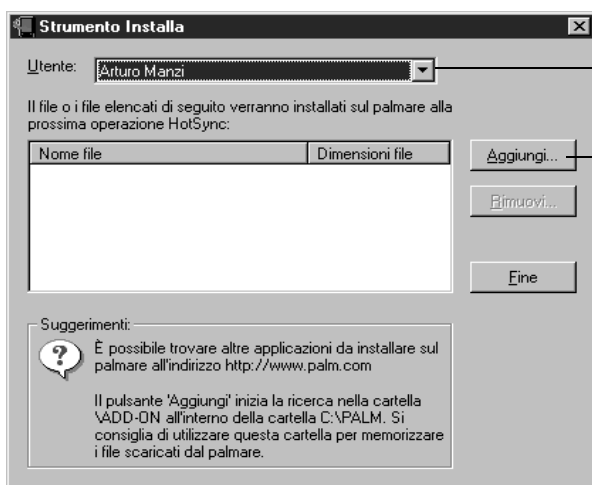 Strumento Installa
Utente: Arturo Manzi
Il file o i file elencati di seguito verranno installati sul palmare alla
prossima operazione HotSync:
Nome file Dimensioni file
Aggiungi...
Rimuovi...
Fine
Suggerimenti:
È possibile trovare altre applicazioni da installare sul
palmare all'indirizzo http://www.palm.com
Il pulsante 'Aggiungi' inizia la ricerca nella cartella
\ADD-ON all'interno della cartella C:\PALM. Si
consiglia di utilizzare questa cartella per memorizzare
i file scaricati dal palmare.